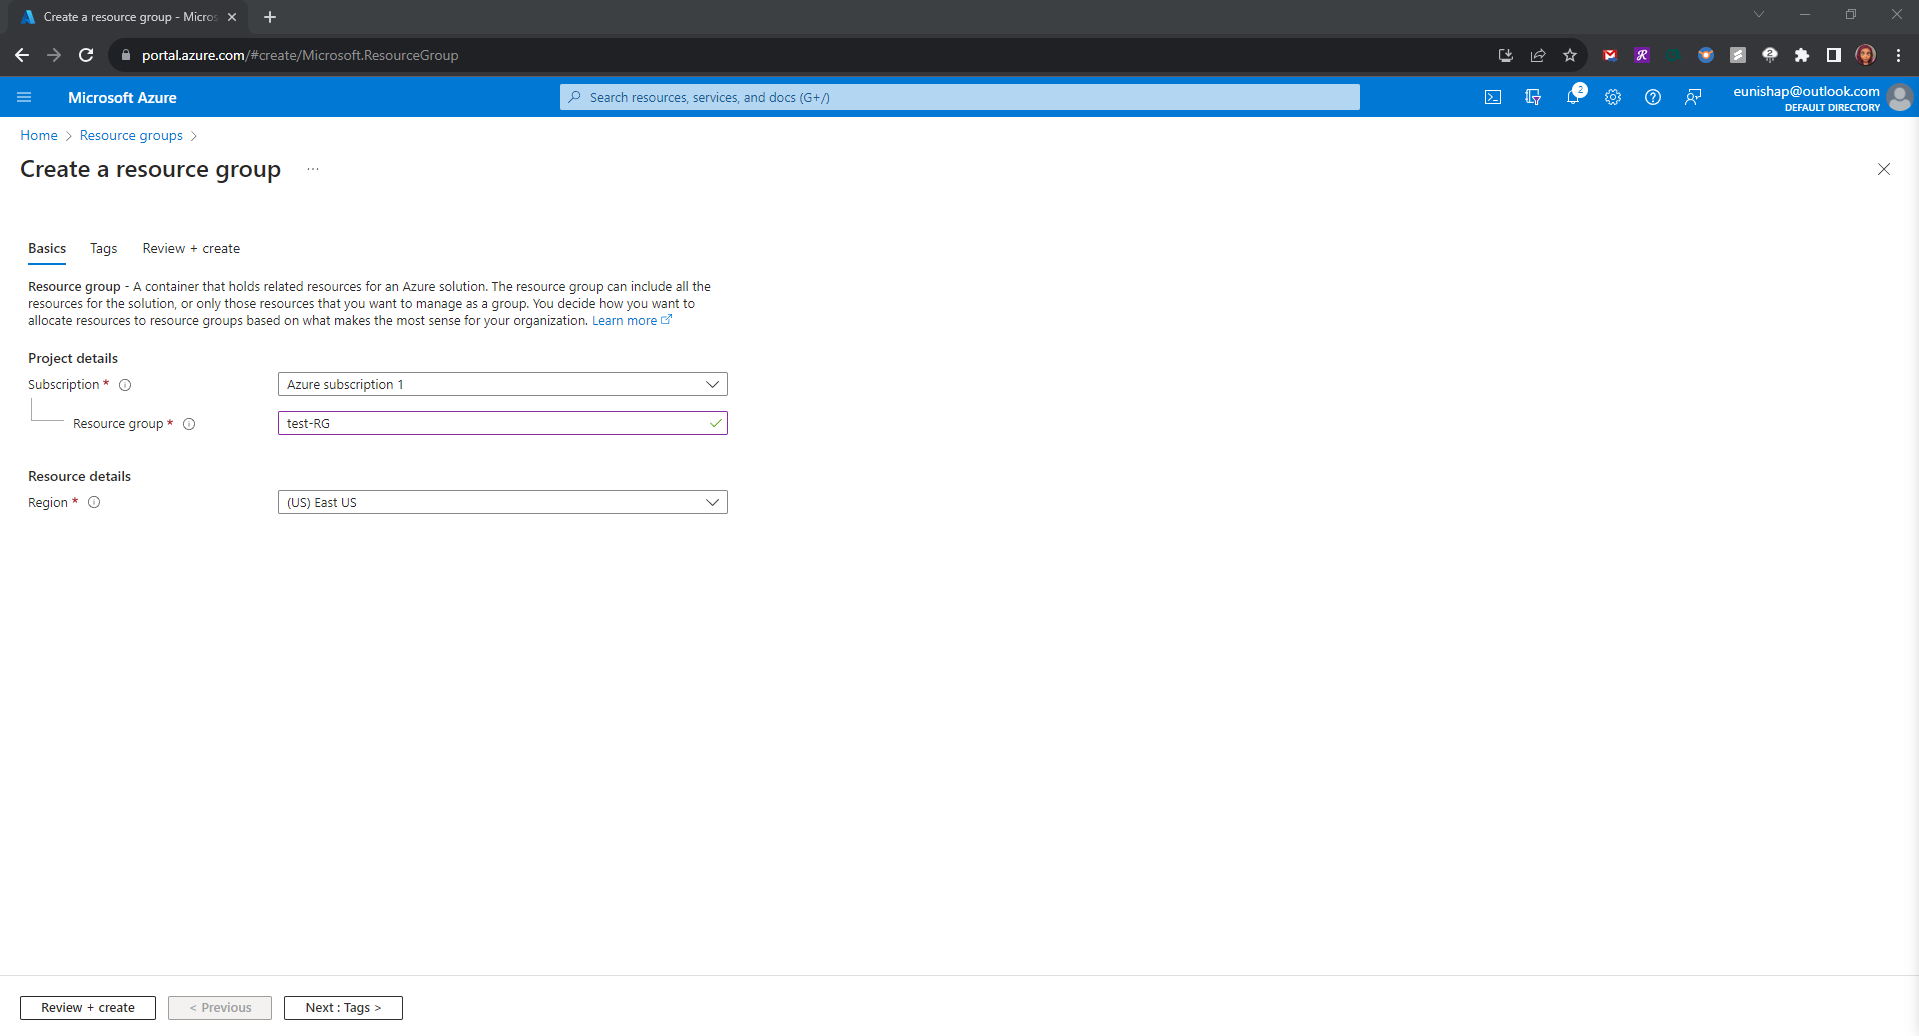 Create a resource group - Micros
portal.azure.com/#create/Microsoft.ResourceGroup
Microsoft Azure
Search resources, services, and docs (G+/)
2
eunishap@outlook.com
DEFAULT DIRECTORY
Home > Resource groups >
Create a resource group ...
Basics Tags Review + create
Resource group - A container that holds related resources for an Azure solution. The resource group can include all the
resources for the solution, or only those resources that you want to manage as a group. You decide how you want to
allocate resources to resource groups based on what makes the most sense for your organization. Learn more
Project details
Subscription * Azure subscription 1
Resource group * test-RG
Resource details
Region * (US) East US
Review + create < Previous Next : Tags >